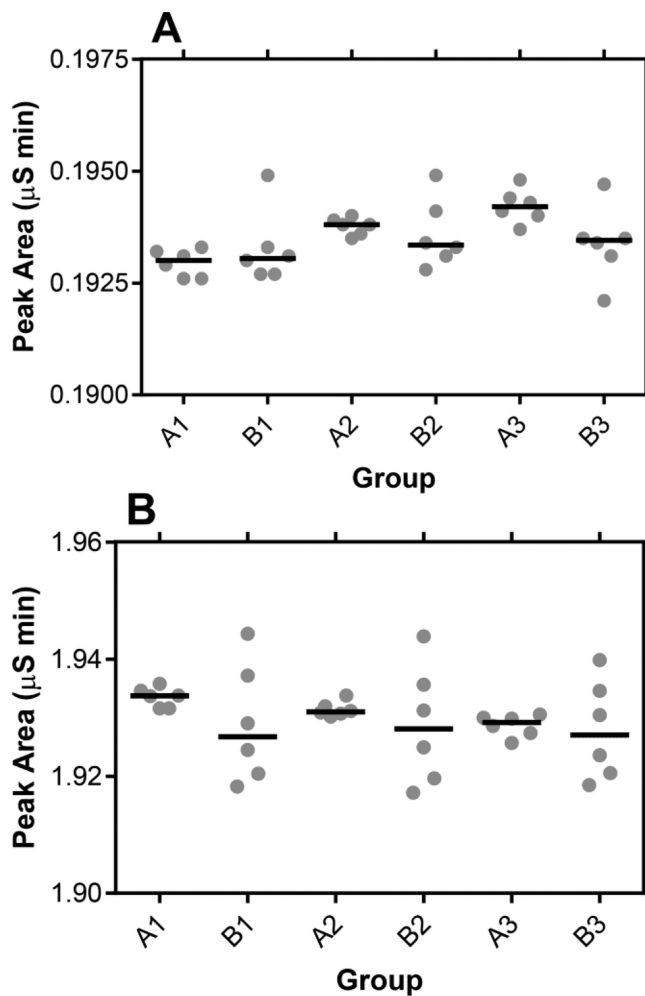 A
Peak Area (μS min)
0.1975
0.1950
0.1925
0.1900
A1 B1 A2 B2 A3 B3
Group
B
Peak Area (μS min)
1.96
1.94
1.92
1.90
A1 B1 A2 B2 A3 B3
Group